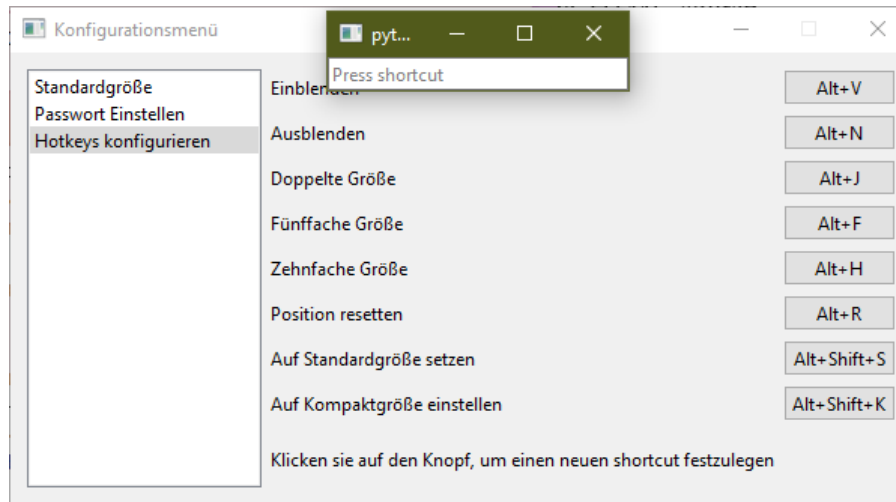 Konfigurationsmenü
pyt...
Press shortcut
Standardgröße
Passwort Einstellen
Hotkeys konfigurieren
Einblenden Alt+V
Ausblenden Alt+N
Doppelte Größe Alt+J
Fünffache Größe Alt+F
Zehnfache Größe Alt+H
Position resetten Alt+R
Auf Standardgröße setzen Alt+Shift+S
Auf Kompaktgröße einstellen Alt+Shift+K
Klicken sie auf den Knopf, um einen neuen shortcut festzulegen